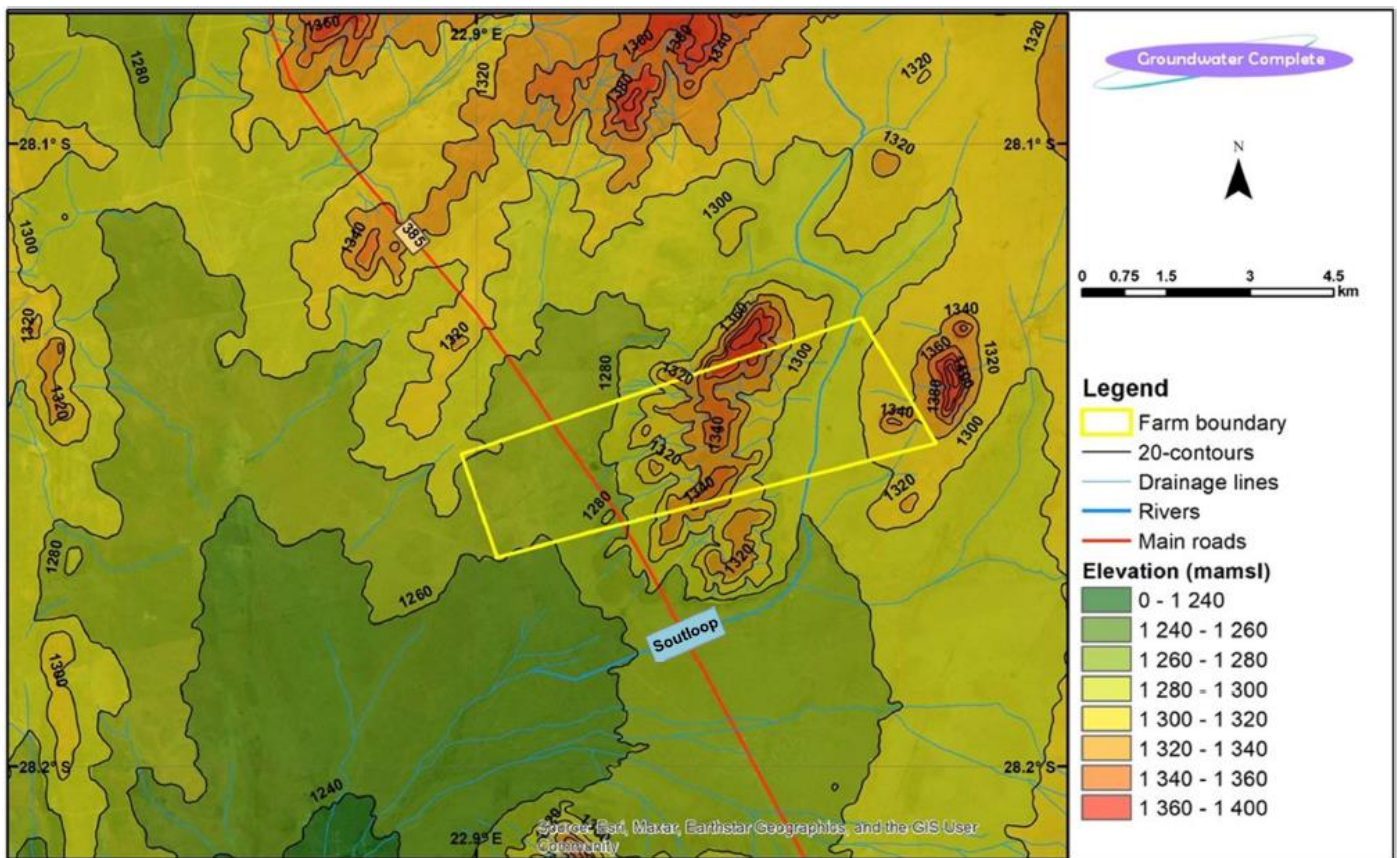 1360
22.9° E
1280
1320
1360
1380
1340
1380
1320
1320
28.1° S
28.1° S
1320
1300
1300
385
1340
1320
1320
1280
1360
1300
1340
1320
1360
1400
1380
1320
1320
1340
1340
1300
1320
1340
1320
1280
1280
1260
1320
Soutloop
1300
28.2° S
28.2° S
1240
22.9° E
Source: Esri, Maxar, Earthstar Geographics, and the GIS User
Community
Groundwater Complete
N
0 0.75 1.5 3 4.5
km
Legend
Farm boundary
20-contours
Drainage lines
Rivers
Main roads
Elevation (mamsl)
0 - 1 240
1 240 - 1 260
1 260 - 1 280
1 280 - 1 300
1 300 - 1 320
1 320 - 1 340
1 340 - 1 360
1 360 - 1 400